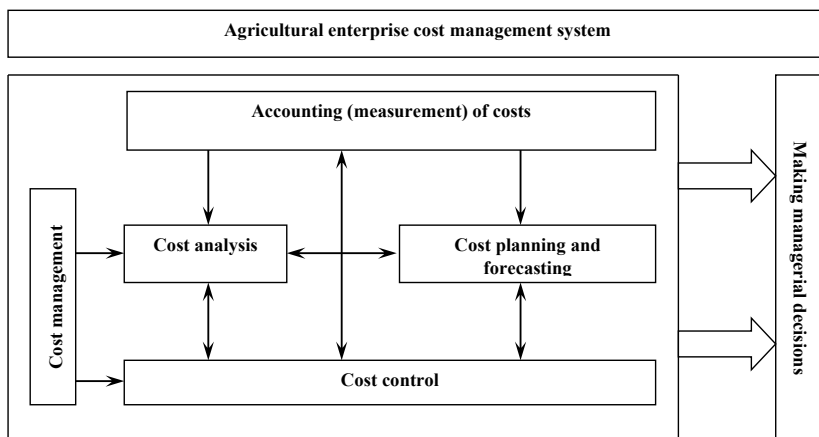 Agricultural enterprise cost management system
Accounting (measurement) of costs
Cost analysis
Cost planning and
forecasting
Cost management
Cost control
Making managerial decisions